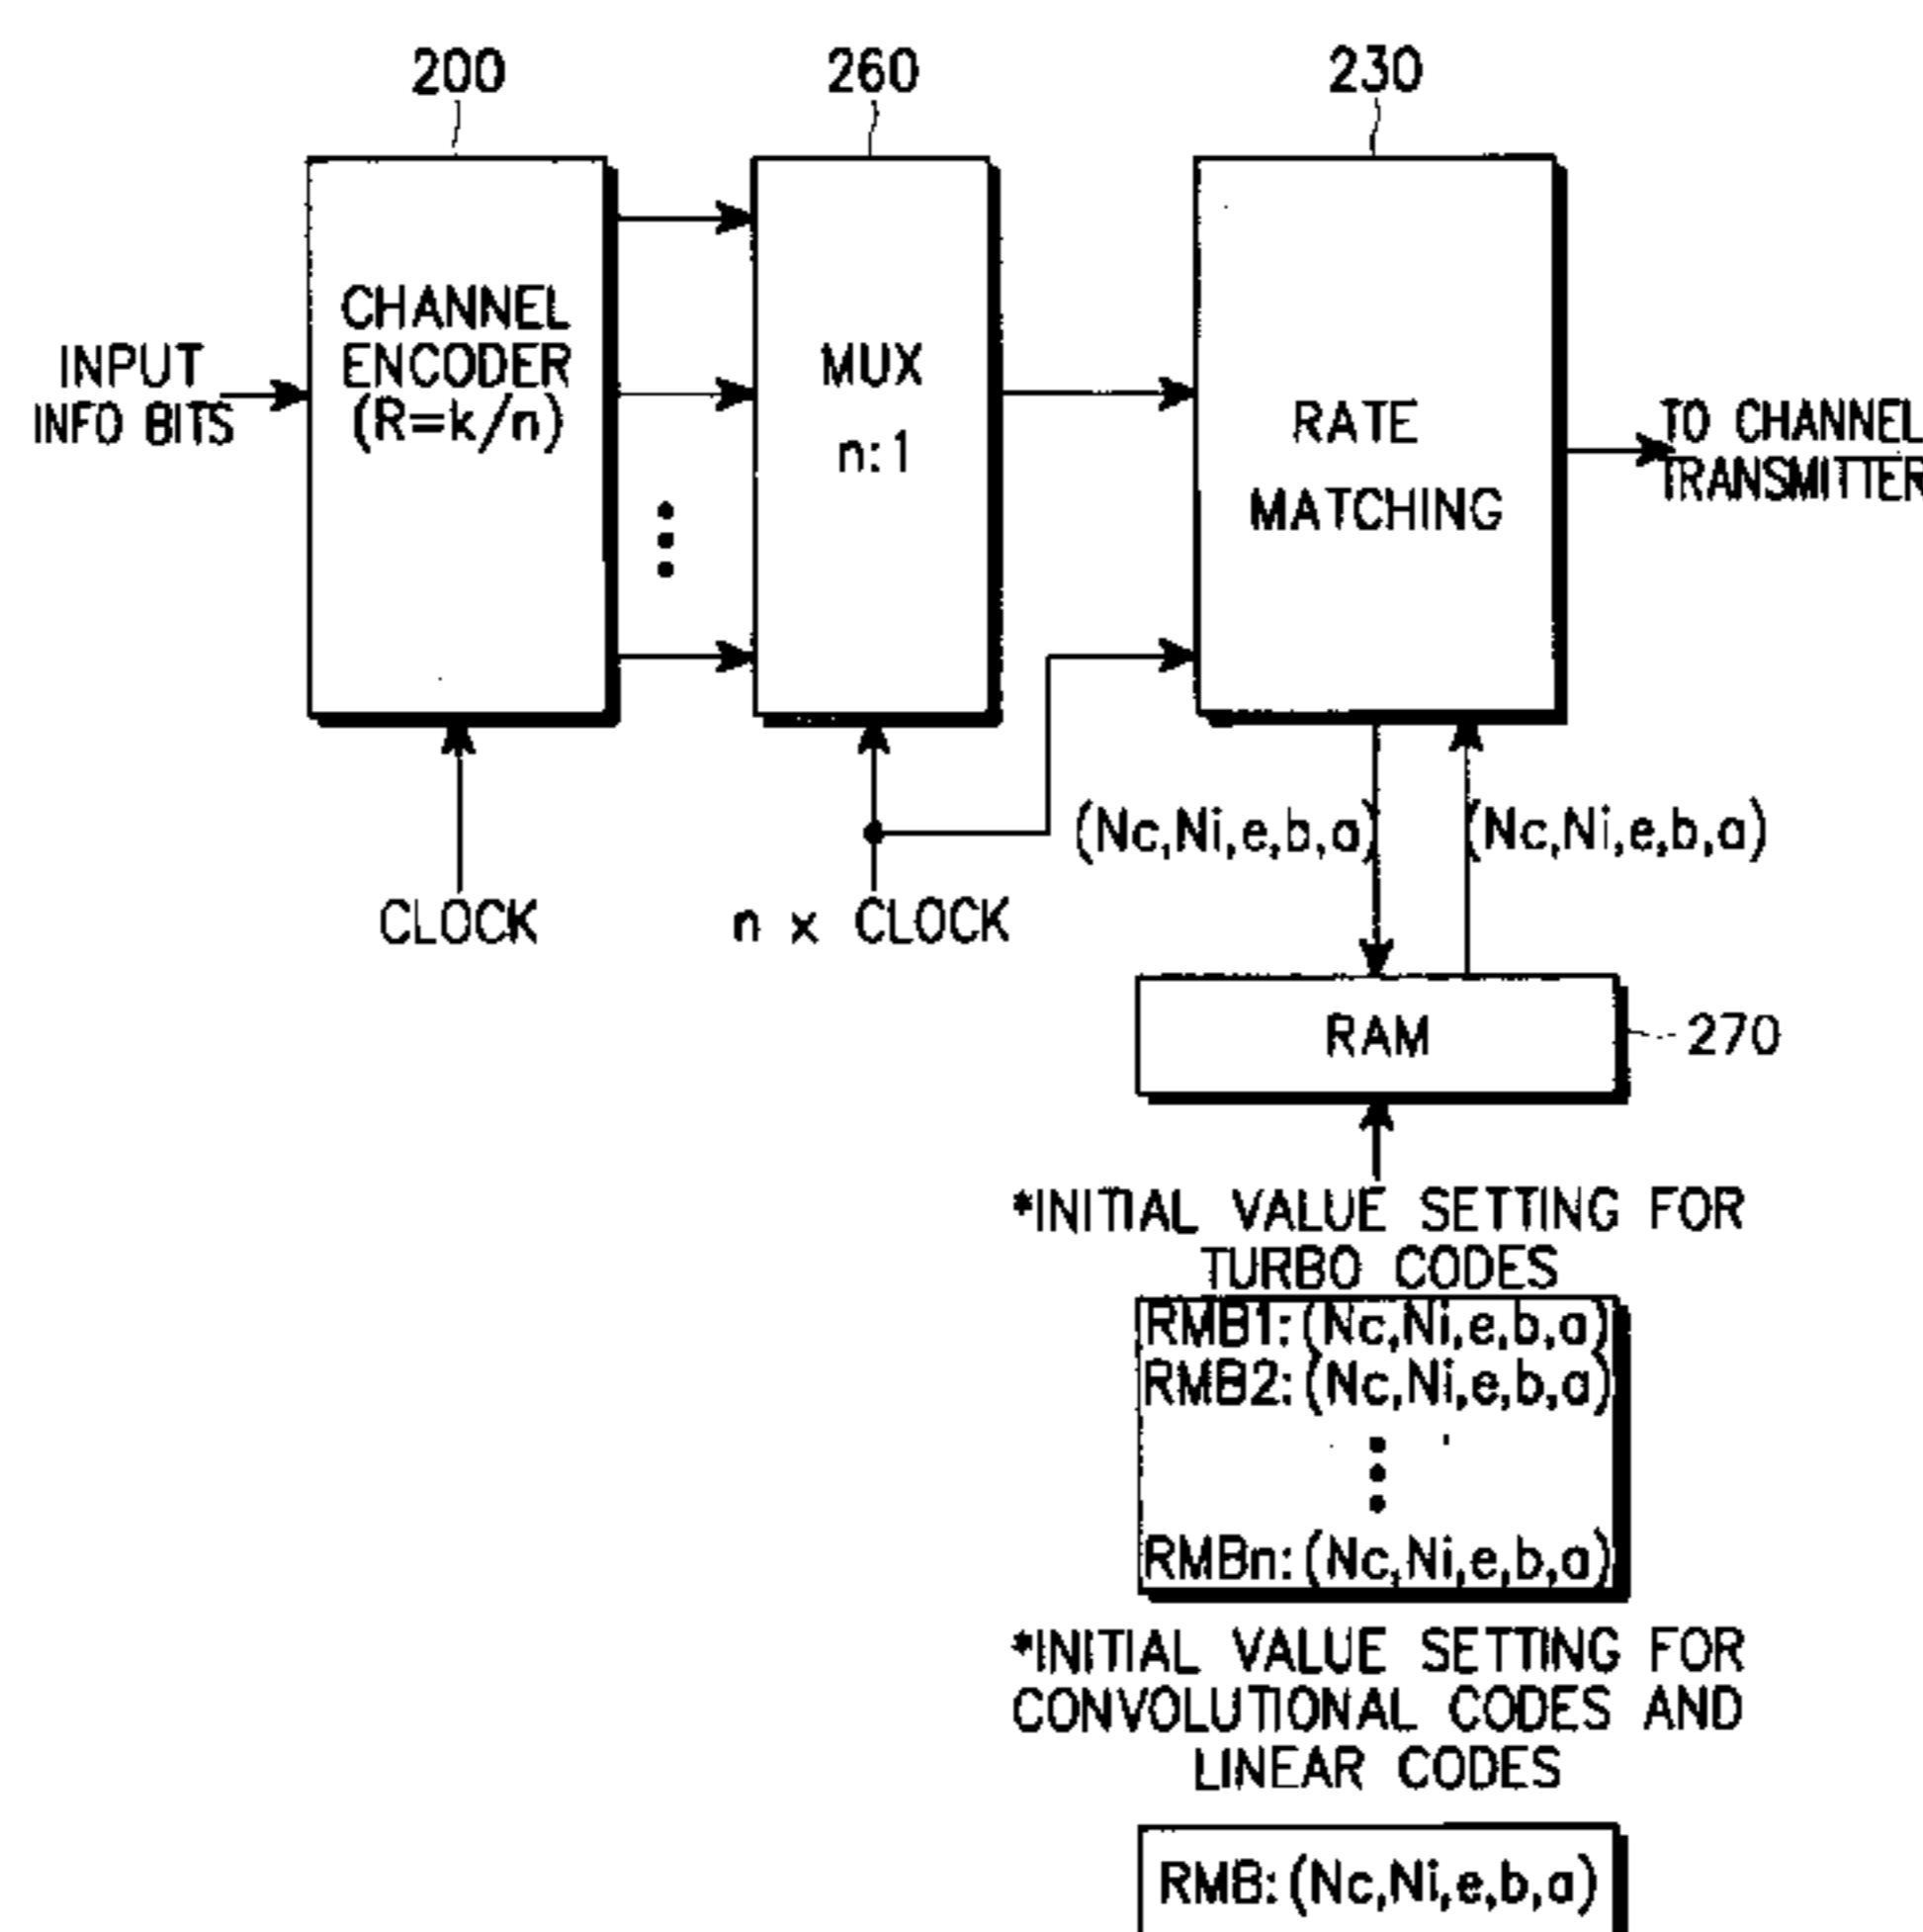 200
260
230
CHANNEL
ENCODER
(R=k/n)
INPUT
INFO BITS
MUX
n:1
RATE
MATCHING
TO CHANNEL
TRANSMITTER
(Nc,Ni,e,b,a)
(Nc,Ni,e,b,a)
CLOCK
n x CLOCK
RAM
270
*INITIAL VALUE SETTING FOR
TURBO CODES
RMB1:(Nc,Ni,e,b,a)
RMB2:(Nc,Ni,e,b,a)
RMBn:(Nc,Ni,e,b,a)
*INITIAL VALUE SETTING FOR
CONVOLUTIONAL CODES AND
LINEAR CODES
RMB:(Nc,Ni,e,b,a)